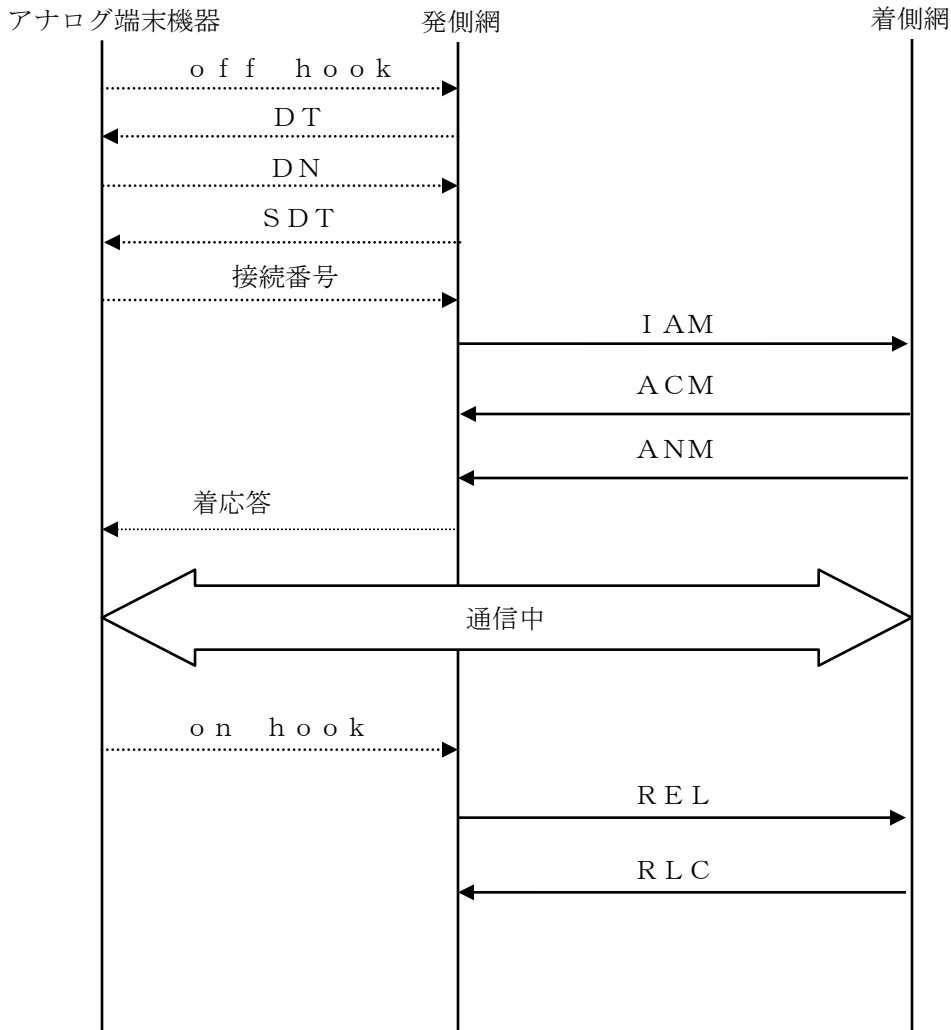 アナログ端末機器
発側網
着側網
ｏｆｆ　ｈｏｏｋ
ＤＴ
ＤＮ
ＳＤＴ
接続番号
ＩＡＭ
ＡＣＭ
ＡＮＭ
着応答
通信中
ｏｎ　ｈｏｏｋ
ＲＥＬ
ＲＬＣ